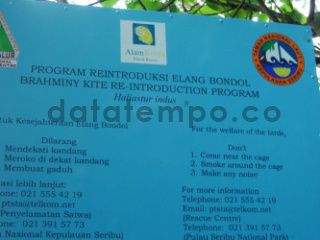 PROGRAM REINTRODUKSI ELANG BONDOL
BRAHMINY KITE RE-INTRODUCTION PROGRAM
Haliastur indus
datatempo.co
tuk Kesejahteraan Elang Bondol
Dilarang
Mendekati kandang
Meroko di dekat kandang
Membuat gaduh
asi lebih lanjut:
pone: 021 555 42 19
ptsta@telkom.net
Penyelamatan Satwa)
one: 021 391 57 73
n Nasional Kepulauan Seribu)
For the welfare of the birds,
Don't
1. Come near the cage
2. Smoke around the cage
3. Make any noise
For more information
Telephone: 021 555 42 19
Email: ptsta@telkom.net
(Rescue Centre)
Telephone: 021 391 57 73
(Pulau Seribu National Park)